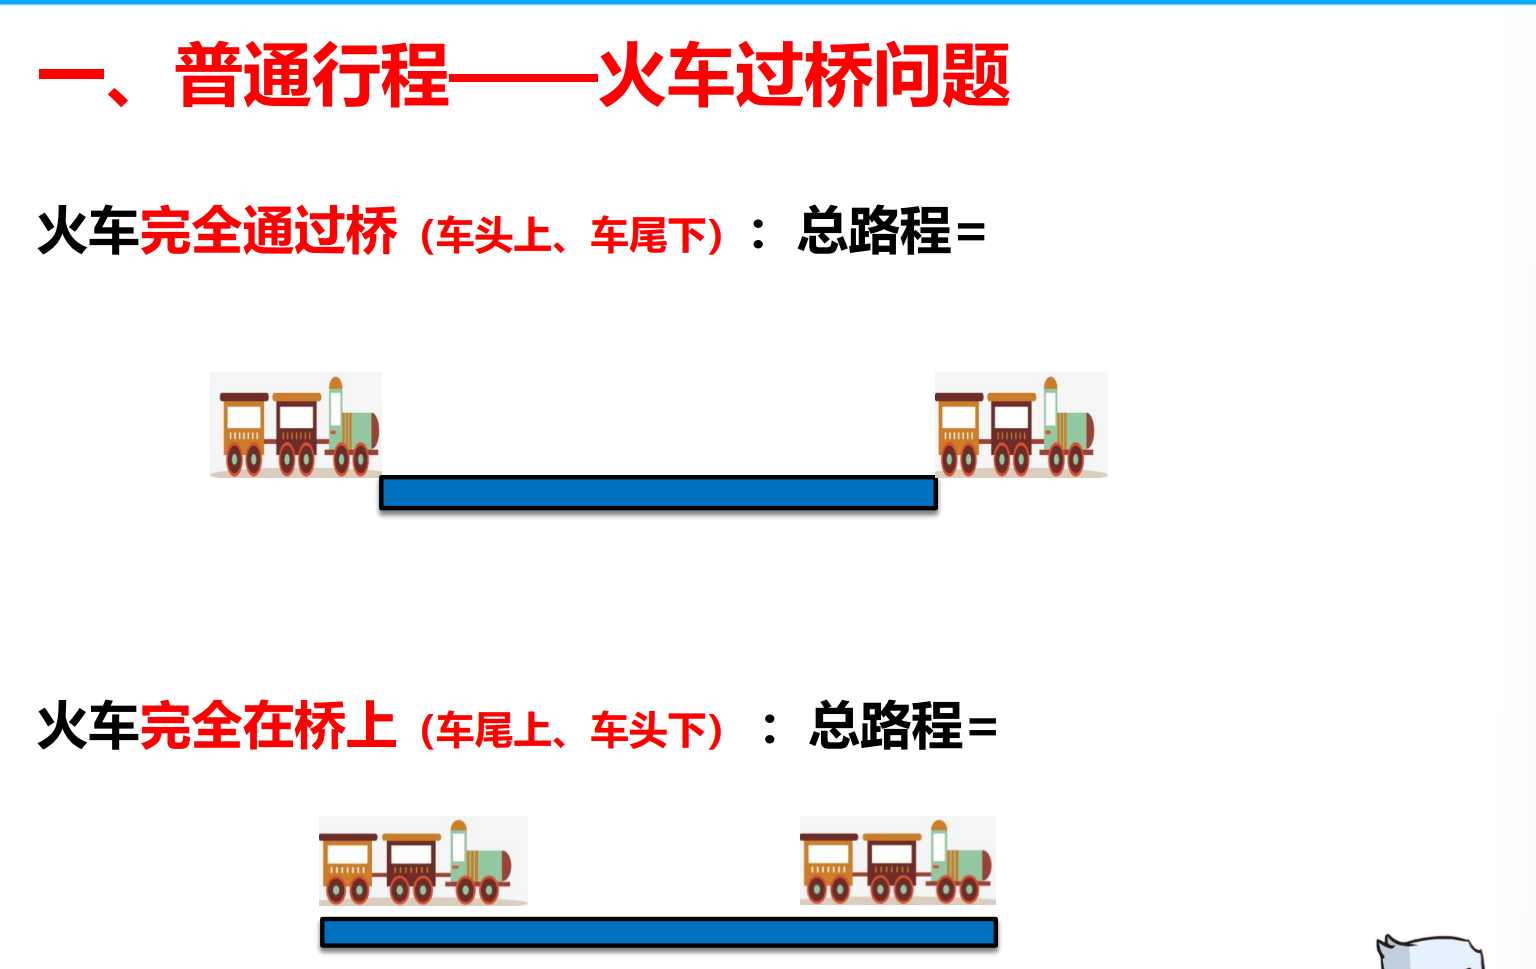 一、普通行程——火车过桥问题
火车完全通过桥（车头上、车尾下）：总路程=
火车完全在桥上（车尾上、车头下）：总路程=